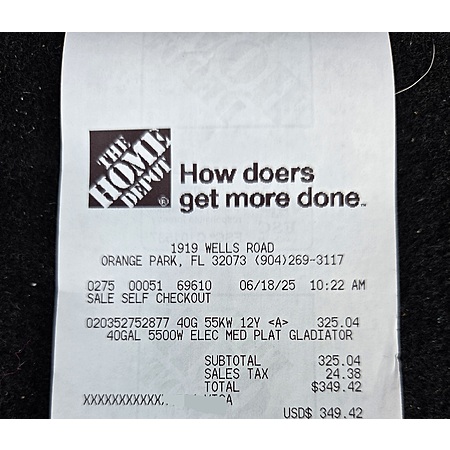 THE
HOME
DEPOT
®
How doers
get more done™
1919 WELLS ROAD
ORANGE PARK, FL 32073 (904)269-3117
0275 00051 69610 06/18/25 10:22 AM
SALE SELF CHECKOUT
020352752877 40G 55KW 12Y <A> 325.04
40GAL 5500W ELEC MED PLAT GLADIATOR
SUBTOTAL 325.04
SALES TAX 24.38
TOTAL $349.42
XXXXXXXXXXX
USD$ 349.42